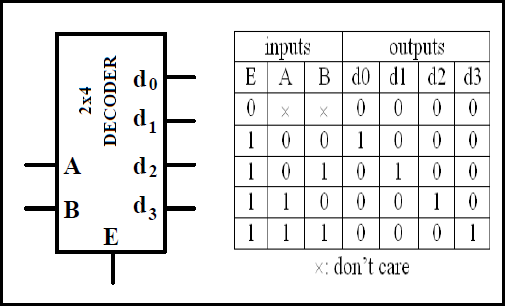 2x4
DECODER
d0
d1
A d2
B d3
E
inputs outputs
E A B d0 d1 d2 d3
0 × × 0 0 0 0
1 0 0 1 0 0 0
1 0 1 0 1 0 0
1 1 0 0 0 1 0
1 1 1 0 0 0 1
×: don't care